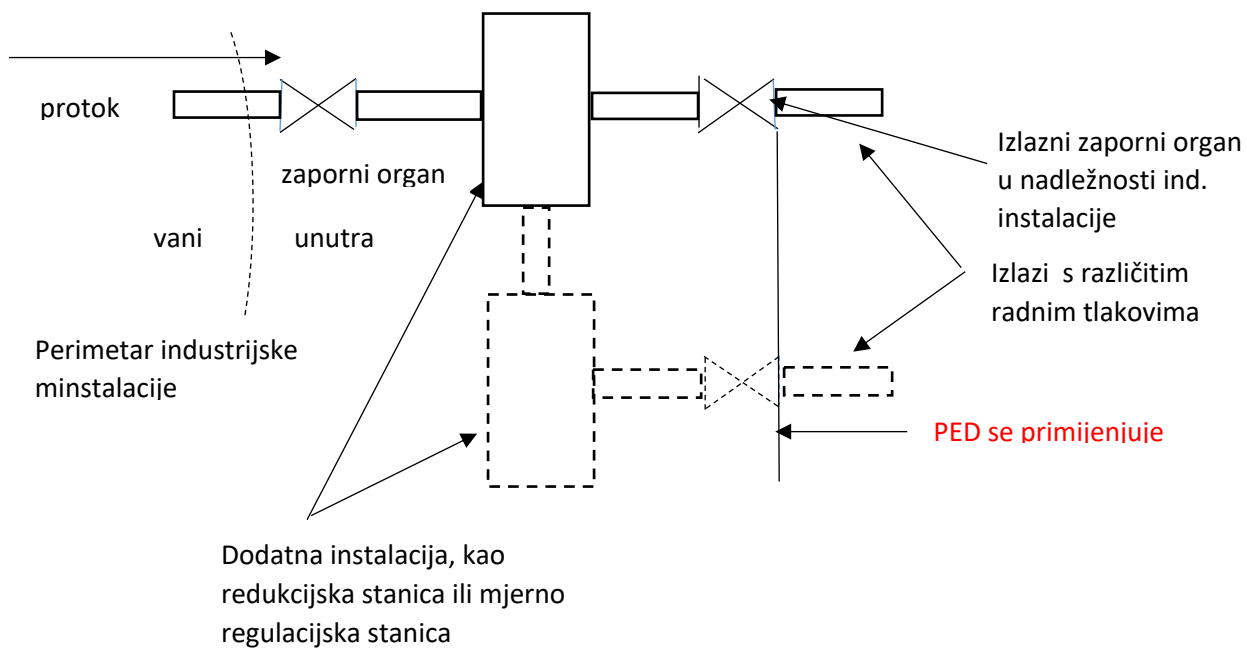 protok
zaporni organ
vani unutra
Perimetar industrijske
minstalacije
Izlazni zaporni organ
u nadležnosti ind.
instalacije
Izlazi s različitim
radnim tlakovima
PED se primijenjuje
Dodatna instalacija, kao
redukcijska stanica ili mjerno
regulacijska stanica